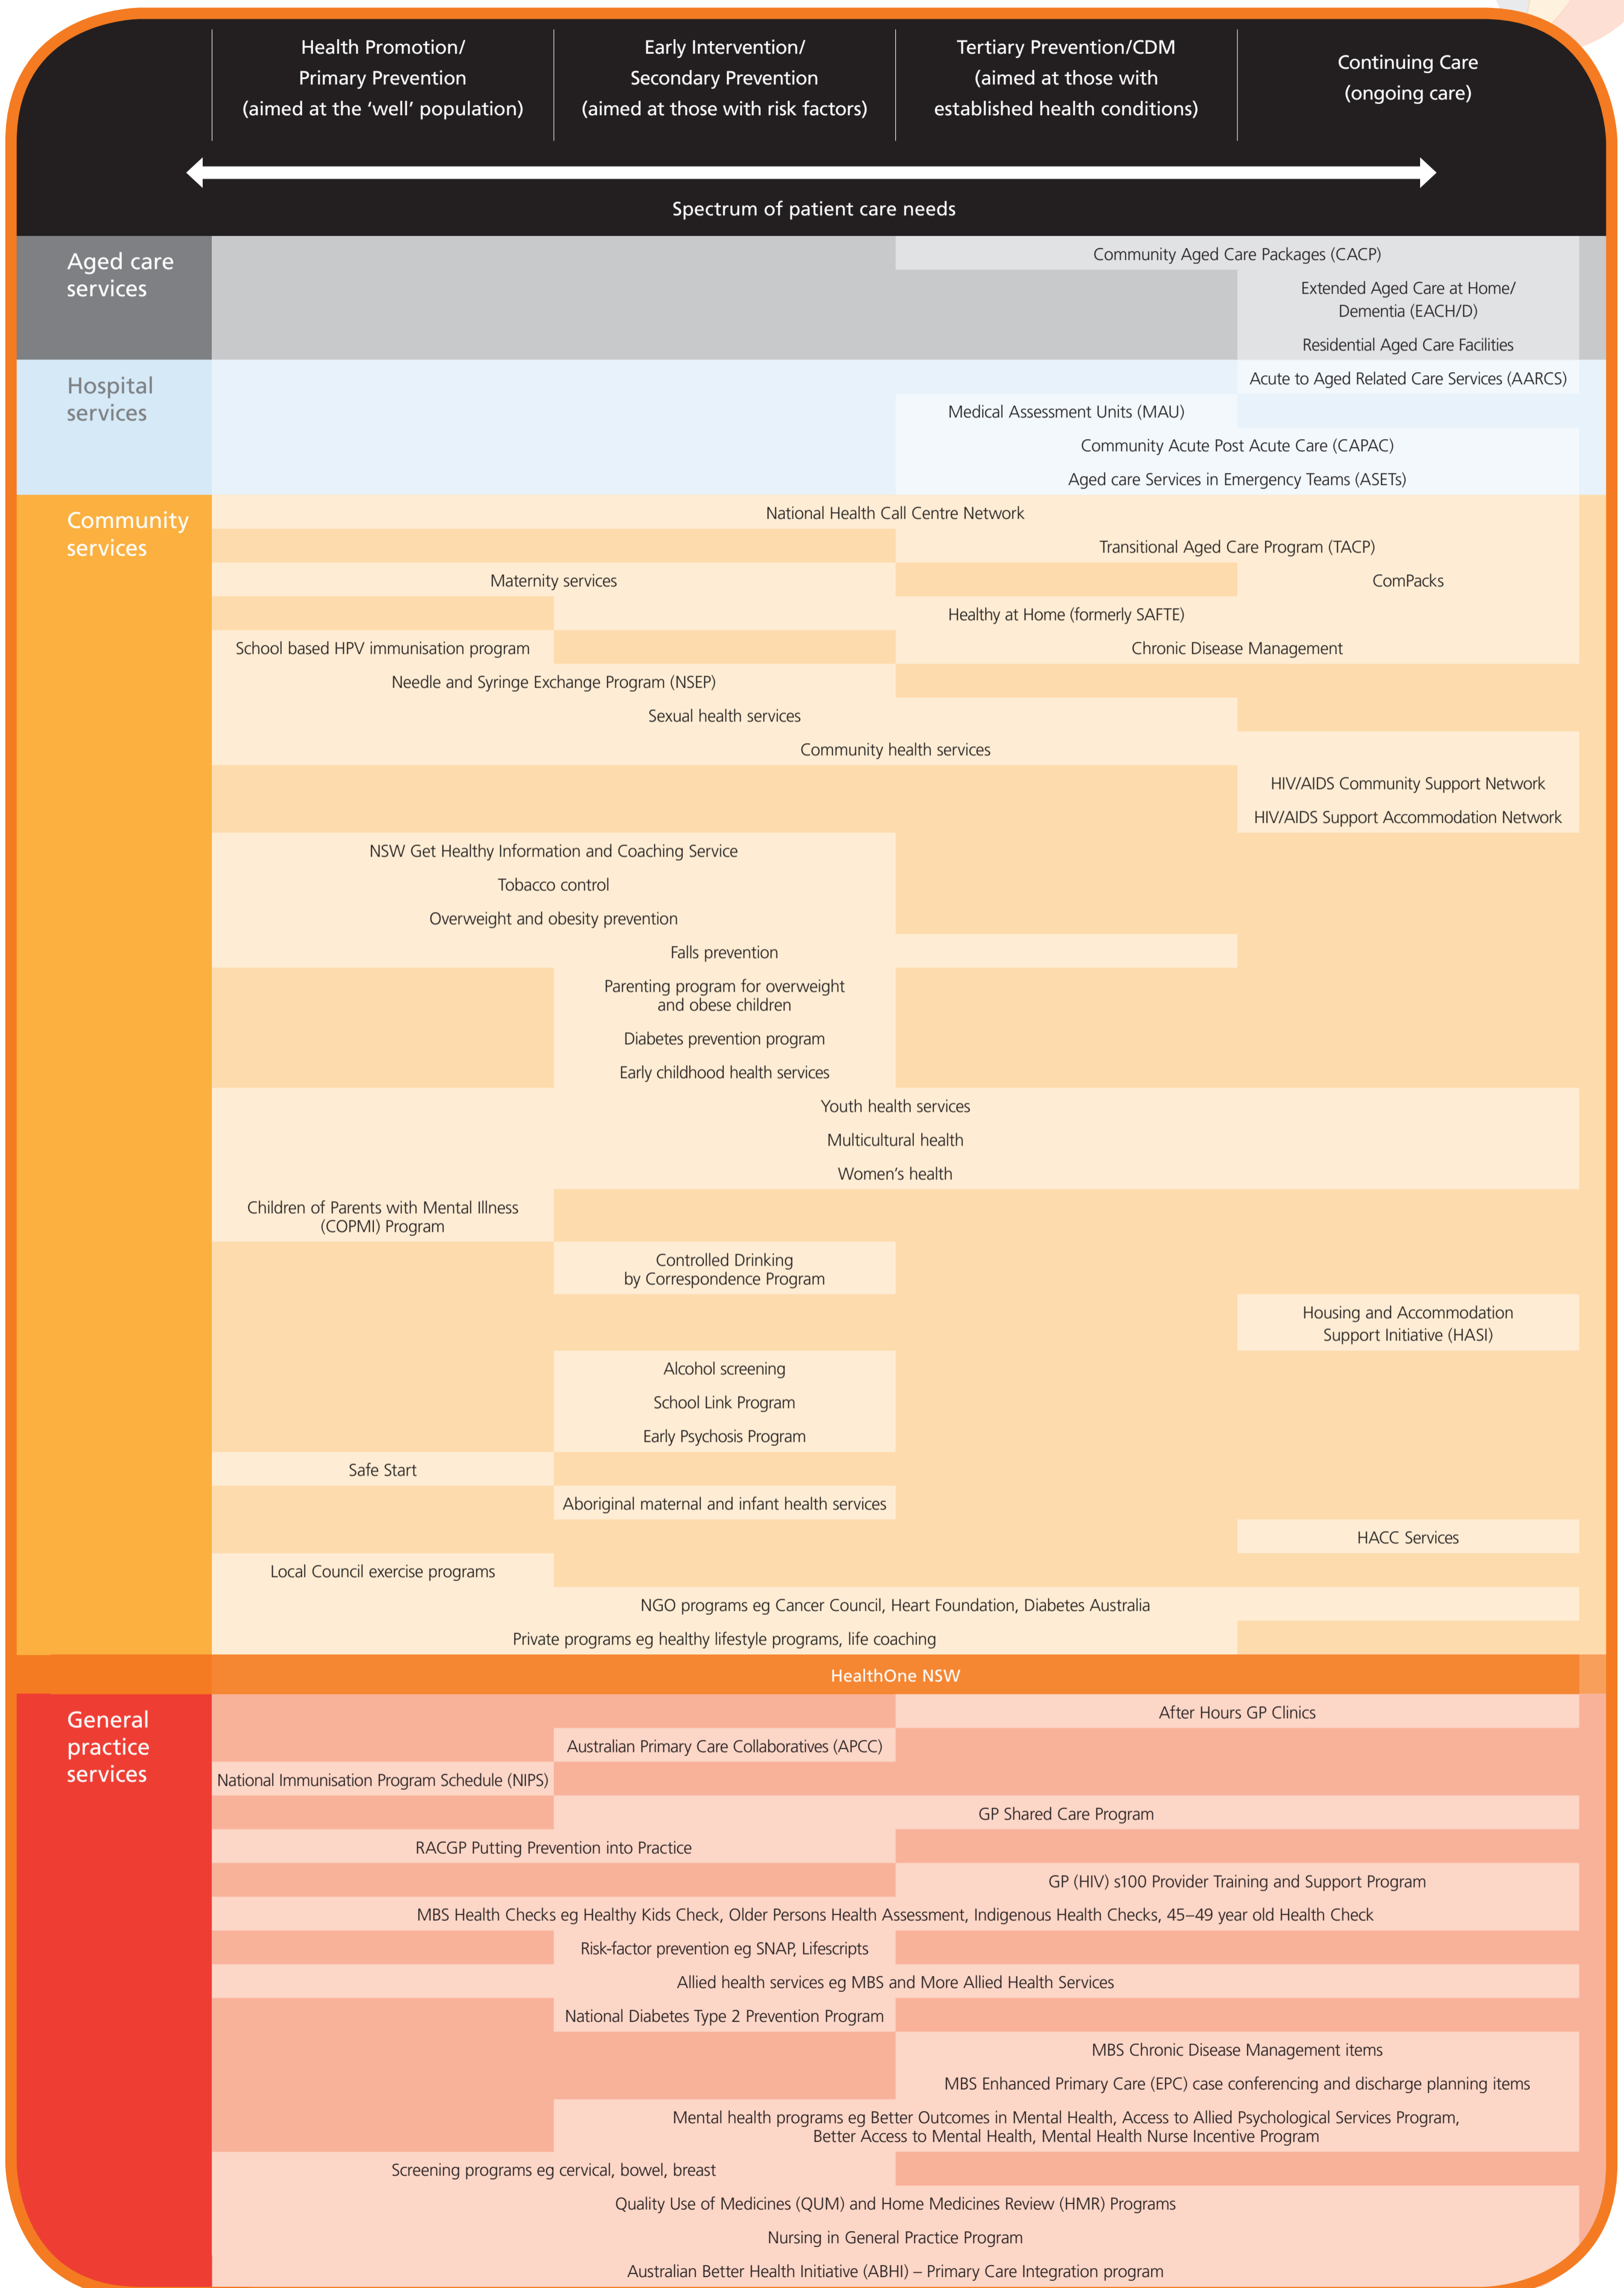 Health Promotion/
Primary Prevention
(aimed at the ‘well’ population)
Early Intervention/
Secondary Prevention
(aimed at those with risk factors)
Tertiary Prevention/CDM
(aimed at those with
established health conditions)
Continuing Care
(ongoing care)
Spectrum of patient care needs
Aged care
services
Community Aged Care Packages (CACP)
Extended Aged Care at Home/
Dementia (EACH/D)
Residential Aged Care Facilities
Hospital
services
Acute to Aged Related Care Services (AARCS)
Medical Assessment Units (MAU)
Community Acute Post Acute Care (CAPAC)
Aged care Services in Emergency Teams (ASETs)
Community
services
National Health Call Centre Network
Transitional Aged Care Program (TACP)
Maternity services
ComPacks
Healthy at Home (formerly SAFTE)
School based HPV immunisation program
Chronic Disease Management
Needle and Syringe Exchange Program (NSEP)
Sexual health services
Community health services
HIV/AIDS Community Support Network
HIV/AIDS Support Accommodation Network
NSW Get Healthy Information and Coaching Service
Tobacco control
Overweight and obesity prevention
Falls prevention
Parenting program for overweight
and obese children
Diabetes prevention program
Early childhood health services
Youth health services
Multicultural health
Women’s health
Children of Parents with Mental Illness
(COPMI) Program
Controlled Drinking
by Correspondence Program
Housing and Accommodation
Support Initiative (HASI)
Alcohol screening
School Link Program
Early Psychosis Program
Safe Start
Aboriginal maternal and infant health services
HACC Services
Local Council exercise programs
NGO programs eg Cancer Council, Heart Foundation, Diabetes Australia
Private programs eg healthy lifestyle programs, life coaching
HealthOne NSW
General
practice
services
After Hours GP Clinics
Australian Primary Care Collaboratives (APCC)
National Immunisation Program Schedule (NIPS)
GP Shared Care Program
RACGP Putting Prevention into Practice
GP (HIV) s100 Provider Training and Support Program
MBS Health Checks eg Healthy Kids Check, Older Persons Health Assessment, Indigenous Health Checks, 45–49 year old Health Check
Risk-factor prevention eg SNAP, Lifescripts
Allied health services eg MBS and More Allied Health Services
National Diabetes Type 2 Prevention Program
MBS Chronic Disease Management items
MBS Enhanced Primary Care (EPC) case conferencing and discharge planning items
Mental health programs eg Better Outcomes in Mental Health, Access to Allied Psychological Services Program,
Better Access to Mental Health, Mental Health Nurse Incentive Program
Screening programs eg cervical, bowel, breast
Quality Use of Medicines (QUM) and Home Medicines Review (HMR) Programs
Nursing in General Practice Program
Australian Better Health Initiative (ABHI) – Primary Care Integration program